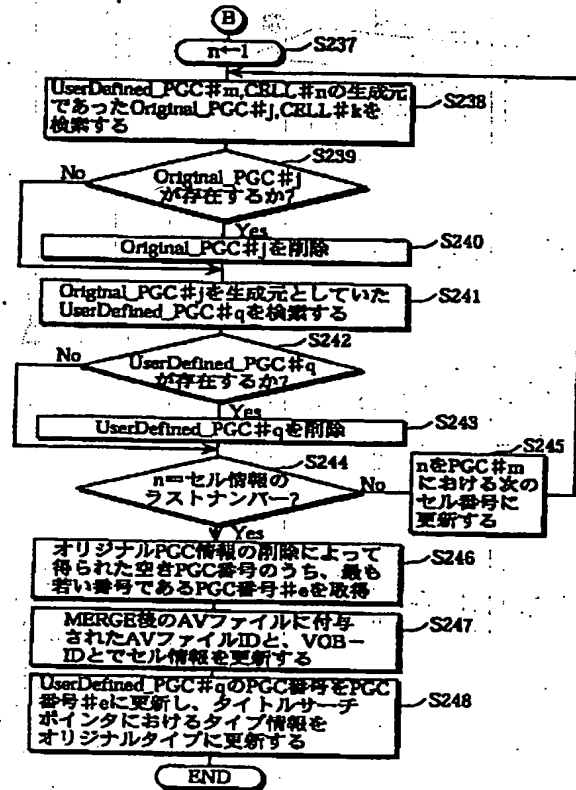 B
n←1
S237
UserDefined_PGC#m,CELL#nの生成元
であったOriginal_PGC#j,CELL#kを
検索する
S238
S239
Original_PGC#j
が存在するか?
No
Yes
Original_PGC#jを削除
S240
Original_PGC#jを生成元としていた
UserDefined_PGC#qを検索する
S241
S242
UserDefined_PGC#q
が存在するか?
No
Yes
UserDefined_PGC#qを削除
S243
S244
n=セル情報の
ラストナンバー?
No
Yes
S245
nをPGC#m
における次の
セル番号に
更新する
オリジナルPGC情報の削除によって
得られた空きPGC番号のうち、最も
若い番号であるPGC番号#eを取得
S246
MERGE後のAVファイルに付与
されたAVファイルIDと、VOB-
IDとでセル情報を更新する
S247
UserDefined_PGC#qのPGC番号をPGC
番号#eに更新し、タイトルサーチ
ポインタにおけるタイプ情報を
オリジナルタイプに更新する
S248
END